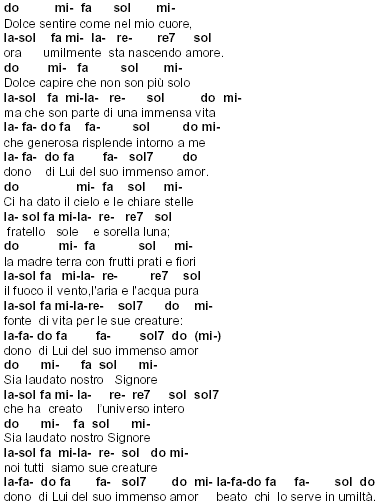 do mi- fa sol mi-
Dolce sentire come nel mio cuore,
la-sol fa mi- la- re- re7 sol
ora umilmente sta nascendo amore.
do mi- fa sol mi-
Dolce capire che non son più solo
la-sol fa mi-la- re- sol do mi-
ma che son parte di una immensa vita
la- fa- do fa fa- sol do mi-
che generosa risplende intorno a me
la- fa- do fa fa- sol7 do
dono di Lui del suo immenso amor.
do mi- fa sol mi-
Ci ha dato il cielo e le chiare stelle
la- sol fa mi-la- re- re7 sol
fratello sole e sorella luna;
do mi- fa sol mi-
la madre terra con frutti prati e fiori
la-sol fa mi-la- re- re7 sol
il fuoco il vento,l'aria e l'acqua pura
la-sol fa mi-la-re- sol7 do mi-
fonte di vita per le sue creature:
la-fa- do fa fa- sol7 do (mi-)
dono di Lui del suo immenso amor
do mi- fa sol mi-
Sia laudato nostro Signore
la-sol fa mi- la- re- re7 sol sol7
che ha creato l'universo intero
do mi- fa sol mi-
Sia laudato nostro Signore
la-sol fa mi-la- re- sol do mi-
noi tutti siamo sue creature
la-fa- do fa fa- sol7 do mi- la-fa-do fa fa- sol do
dono di Lui del suo immenso amor beato chi lo serve in umiltà.